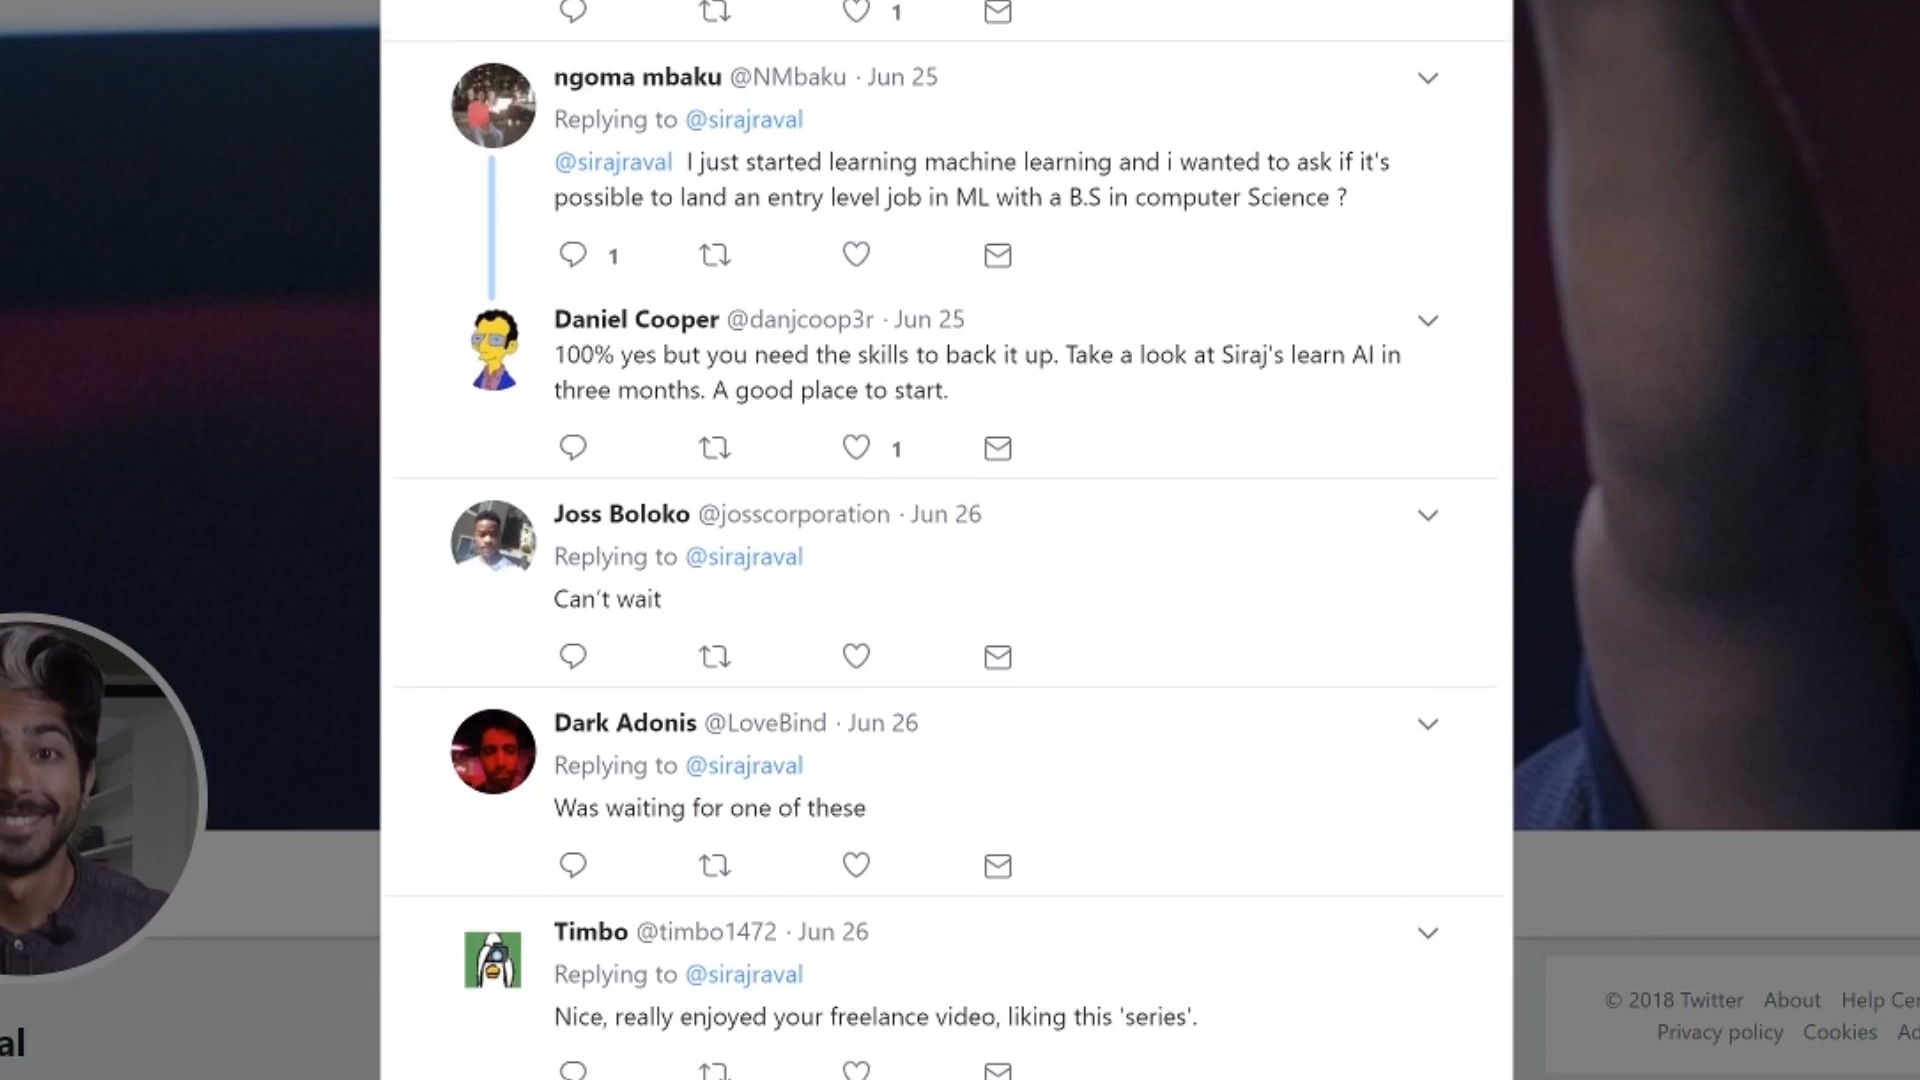 1
ngoma mbaku @NMbaku · Jun 25
Replying to @sirajraval
@sirajraval I just started learning machine learning and i wanted to ask if it's
possible to land an entry level job in ML with a B.S in computer Science ?
1
Daniel Cooper @danjcoop3r · Jun 25
100% yes but you need the skills to back it up. Take a look at Siraj's learn AI in
three months. A good place to start.
1
Joss Boloko @josscorporation · Jun 26
Replying to @sirajraval
Can't wait
Dark Adonis @LoveBind · Jun 26
Replying to @sirajraval
Was waiting for one of these
Timbo @timbo1472 · Jun 26
Replying to @sirajraval
Nice, really enjoyed your freelance video, liking this 'series'.
al
© 2018 Twitter About Help Cen
Privacy policy Cookies Ad